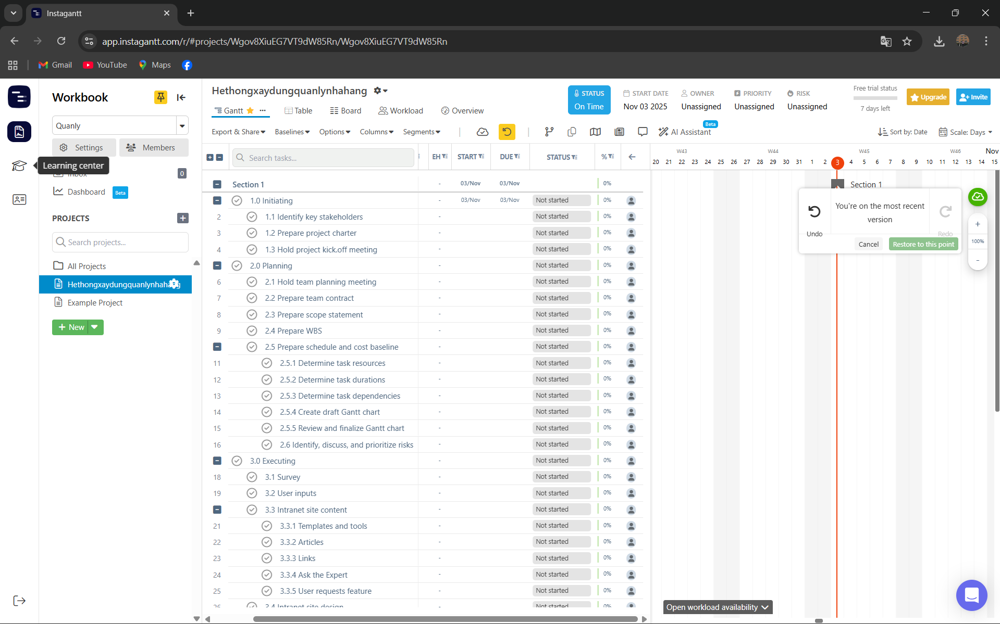 Instagantt
app.instagantt.com/r/#projects/Wgov8XiuEG7VT9dW85Rn/Wgov8XiuEG7VT9dW85Rn
Gmail
YouTube
Maps
Workbook
Quanly
Settings
Members
Learning center
Inbox
0
Dashboard
Beta
PROJECTS
Search projects...
All Projects
Hethongxaydungquanlynhahang
Example Project
+ New
Hethongxaydungquanlynhahang
Gantt
Table
Board
Workload
Overview
STATUS
On Time
START DATE
Nov 03 2025
OWNER
Unassigned
PRIORITY
Unassigned
RISK
Unassigned
Free trial status
7 days left
Upgrade
Invite
Export & Share
Baselines
Options
Columns
Segments
AI Assistant
Beta
Sort by: Date
Scale: Days
Search tasks...
EH
START
DUE
STATUS
%
W43 W44 W45 W46 Nov
20 21 22 23 24 25 26 27 28 29 30 31 1 2 3 4 5 6 7 8 9 10 11 12 13 14 15
Section 1 - 03/Nov 03/Nov 0%
1.0 Initiating - 03/Nov 03/Nov Not started 0%
2 1.1 Identify key stakeholders - Not started 0%
3 1.2 Prepare project charter - Not started 0%
4 1.3 Hold project kick.off meeting - Not started 0%
2.0 Planning - Not started 0%
6 2.1 Hold team planning meeting - Not started 0%
7 2.2 Prepare team contract - Not started 0%
8 2.3 Prepare scope statement - Not started 0%
9 2.4 Prepare WBS - Not started 0%
2.5 Prepare schedule and cost baseline - Not started 0%
11 2.5.1 Determine task resources - Not started 0%
12 2.5.2 Determine task durations - Not started 0%
13 2.5.3 Determine task dependencies - Not started 0%
14 2.5.4 Create draft Gantt chart - Not started 0%
15 2.5.5 Review and finalize Gantt chart - Not started 0%
16 2.6 Identify, discuss, and prioritize risks - Not started 0%
3.0 Executing - Not started 0%
18 3.1 Survey - Not started 0%
19 3.2 User inputs - Not started 0%
3.3 Intranet site content - Not started 0%
21 3.3.1 Templates and tools - Not started 0%
22 3.3.2 Articles - Not started 0%
23 3.3.3 Links - Not started 0%
24 3.3.4 Ask the Expert - Not started 0%
25 3.3.5 User requests feature - Not started 0%
26 3.4 Intranet site design - Not started 0%
Section 1
You're on the most recent
version
Undo
Redo
Cancel
Restore to this point
+
100%
-
Open workload availability